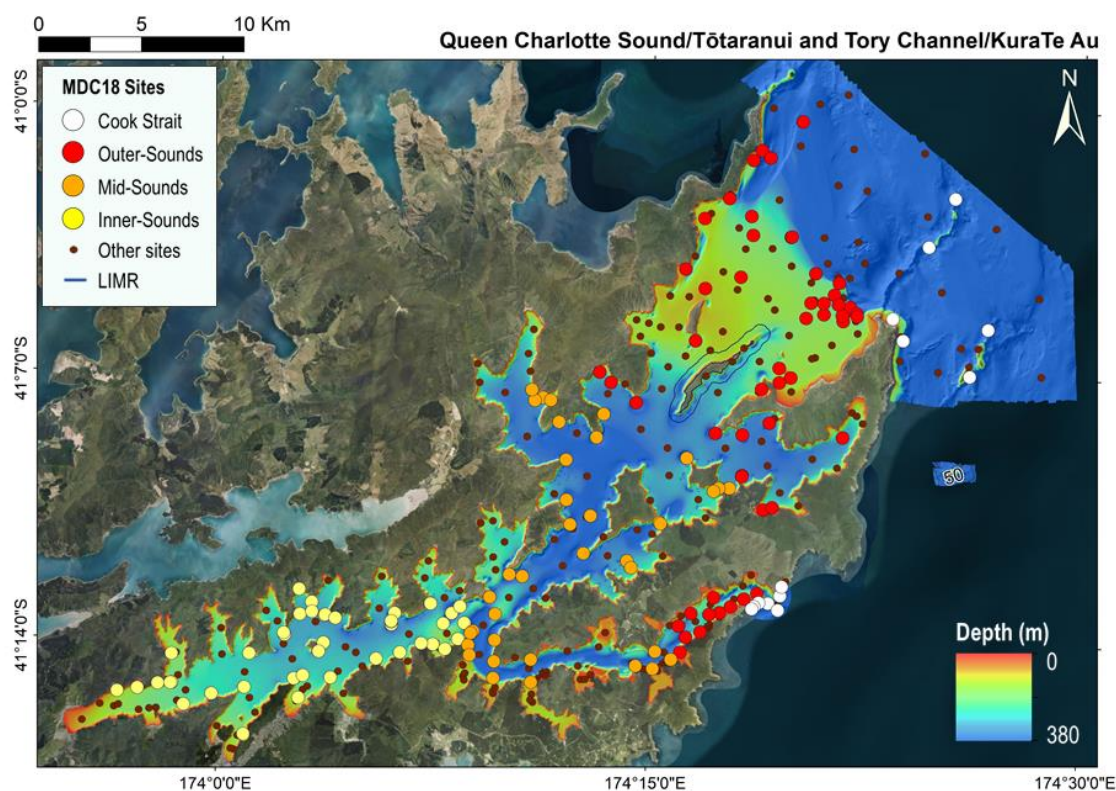 0 5 10 Km
Queen Charlotte Sound/Tōtaranui and Tory Channel/KuraTe Au
MDC18 Sites
Cook Strait
Outer-Sounds
Mid-Sounds
Inner-Sounds
Other sites
LIMR
N
41°0'0"S
41°7'0"S
41°14'0"S
50
Depth (m)
0
380
174°0'0"E
174°15'0"E
174°30'0"E